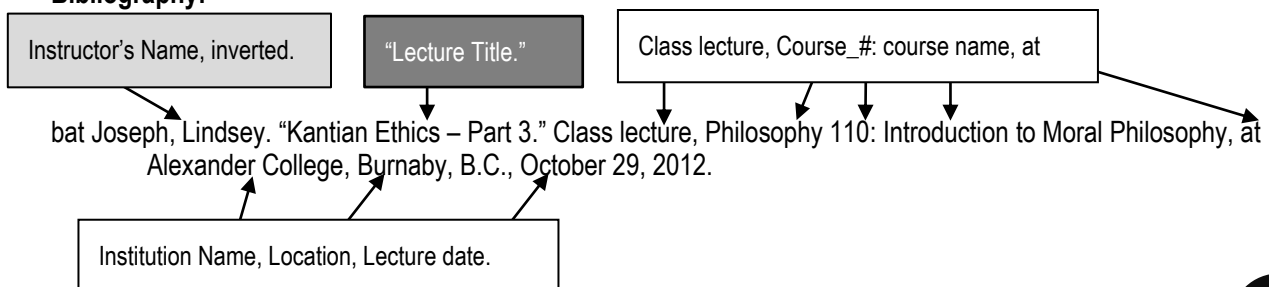 Bibliography:
Instructor's Name, inverted.
“Lecture Title.”
Class lecture, Course_#: course name, at
bat Joseph, Lindsey. “Kantian Ethics – Part 3.” Class lecture, Philosophy 110: Introduction to Moral Philosophy, at
Alexander College, Burnaby, B.C., October 29, 2012.
Institution Name, Location, Lecture date.